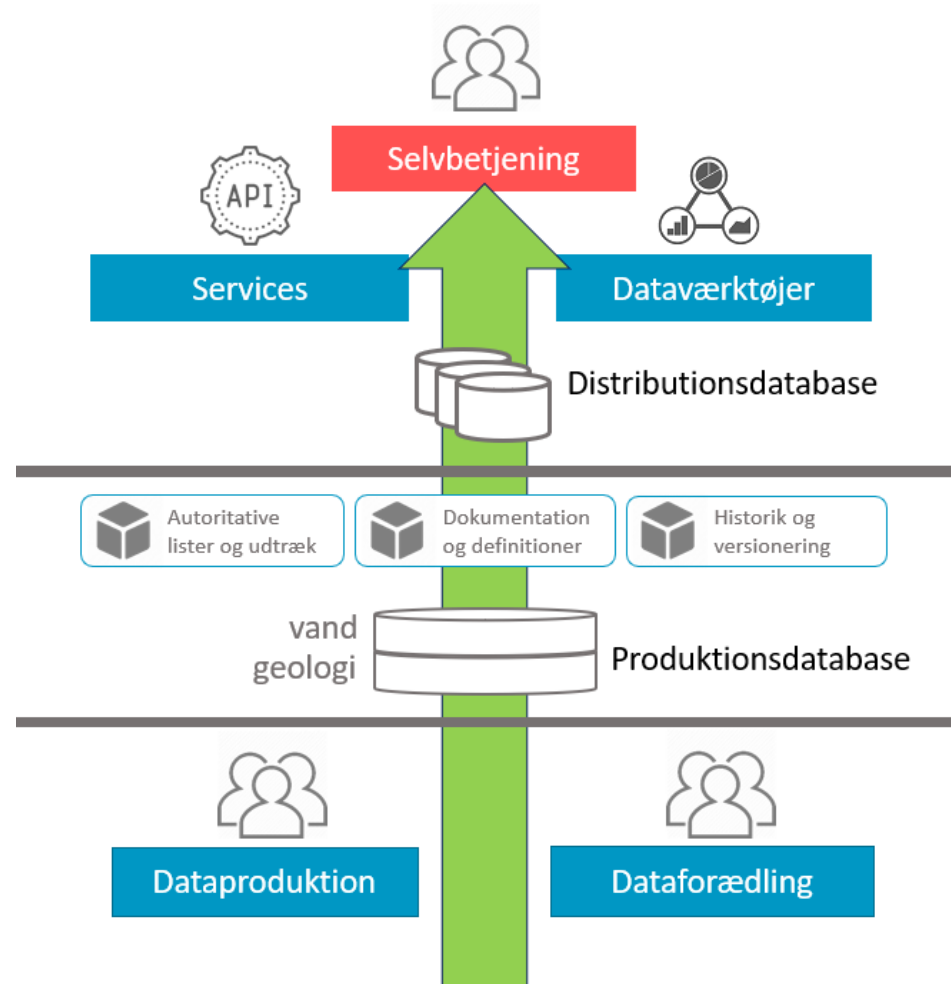 Selvbetjening
API
Services
Dataværktøjer
Distributionsdatabase
Autoritative
lister og udtræk
Dokumentation
og definitioner
Historik og
versionering
vand
geologi
Produktionsdatabase
Dataproduktion
Dataforædling